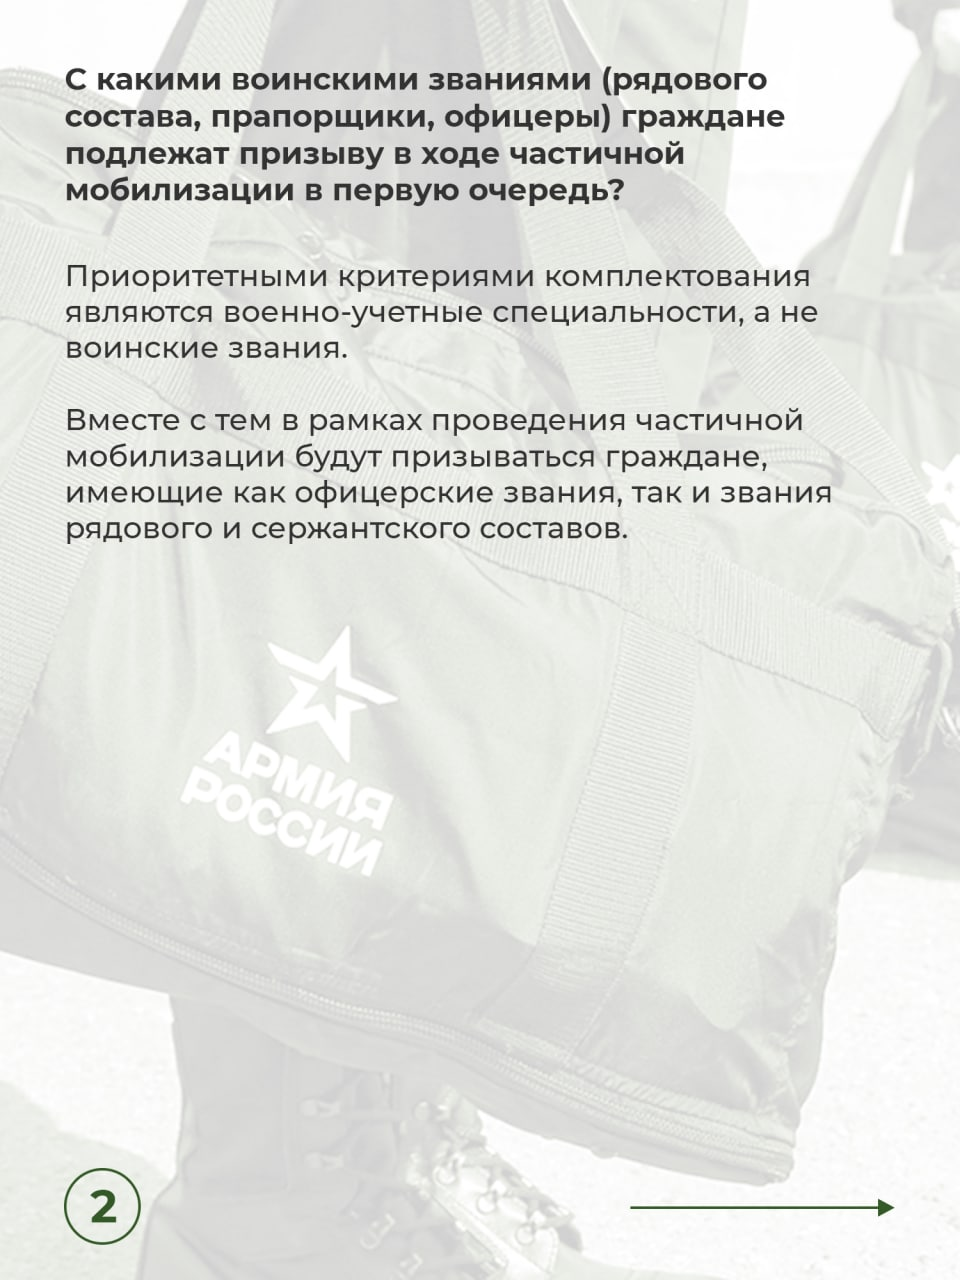 С какими воинскими званиями (рядового
состава, прапорщики, офицеры) граждане
подлежат призыву в ходе частичной
мобилизации в первую очередь?
Приоритетными критериями комплектования
являются военно-учетные специальности, а не
воинские звания.
Вместе с тем в рамках проведения частичной
мобилизации будут призываться граждане,
имеющие как офицерские звания, так и звания
рядового и сержантского составов.
АРМИЯ
РОССИИ
2